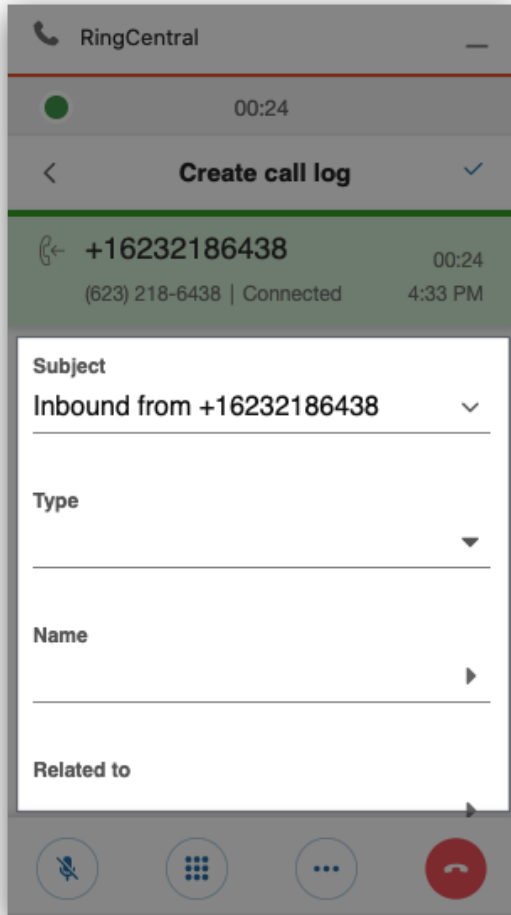 RingCentral
00:24
Create call log
+16232186438
00:24
(623) 218-6438 | Connected
4:33 PM
Subject
Inbound from +16232186438
Type
Name
Related to